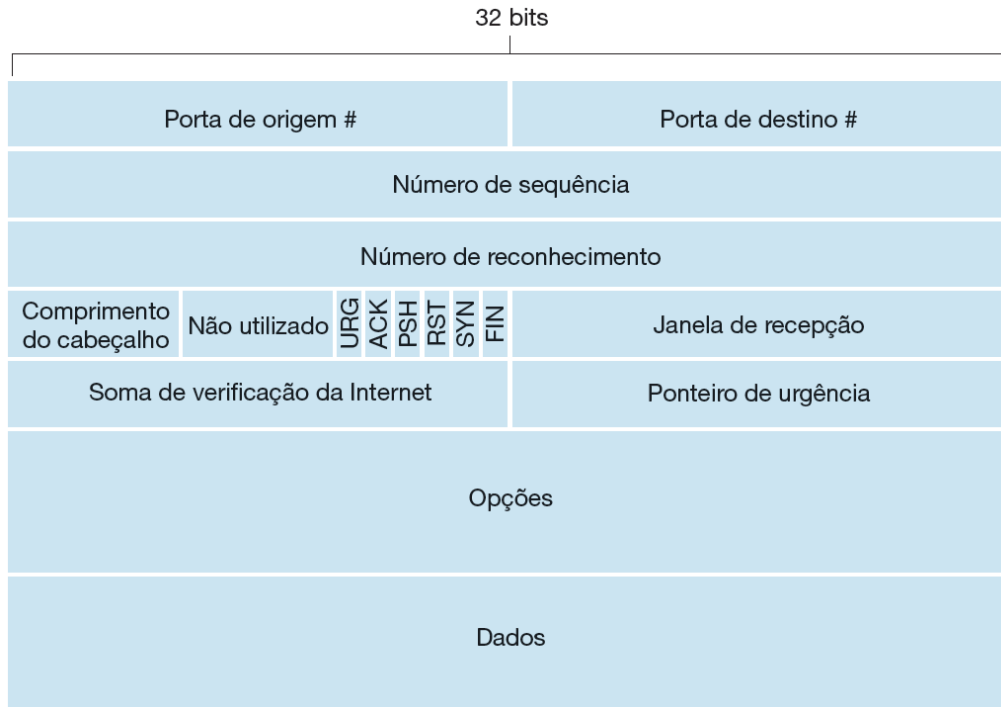 32 bits
Porta de origem #
Porta de destino #
Número de sequência
Número de reconhecimento
Comprimento
do cabeçalho
Não utilizado
URG
ACK
PSH
RST
SYN
FIN
Janela de recepção
Soma de verificação da Internet
Ponteiro de urgência
Opções
Dados